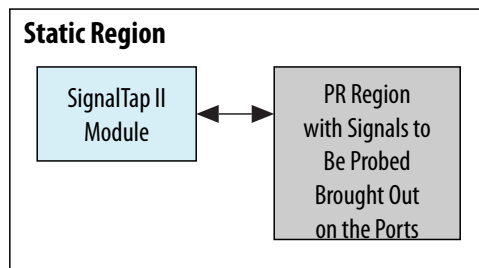 Static Region
SignalTap II
Module
PR Region
with Signals to
Be Probed
Brought Out
on the Ports